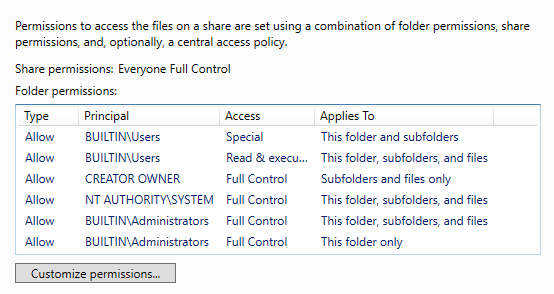 Permissions to access the files on a share are set using a combination of folder permissions, share
permissions, and, optionally, a central access policy.
Share permissions: Everyone Full Control
Folder permissions:
Type Principal Access Applies To
Allow BUILTIN\Users Special This folder and subfolders
Allow BUILTIN\Users Read & execu... This folder, subfolders, and files
Allow CREATOR OWNER Full Control Subfolders and files only
Allow NT AUTHORITY\SYSTEM Full Control This folder, subfolders, and files
Allow BUILTIN\Administrators Full Control This folder, subfolders, and files
Allow BUILTIN\Administrators Full Control This folder only
Customize permissions...